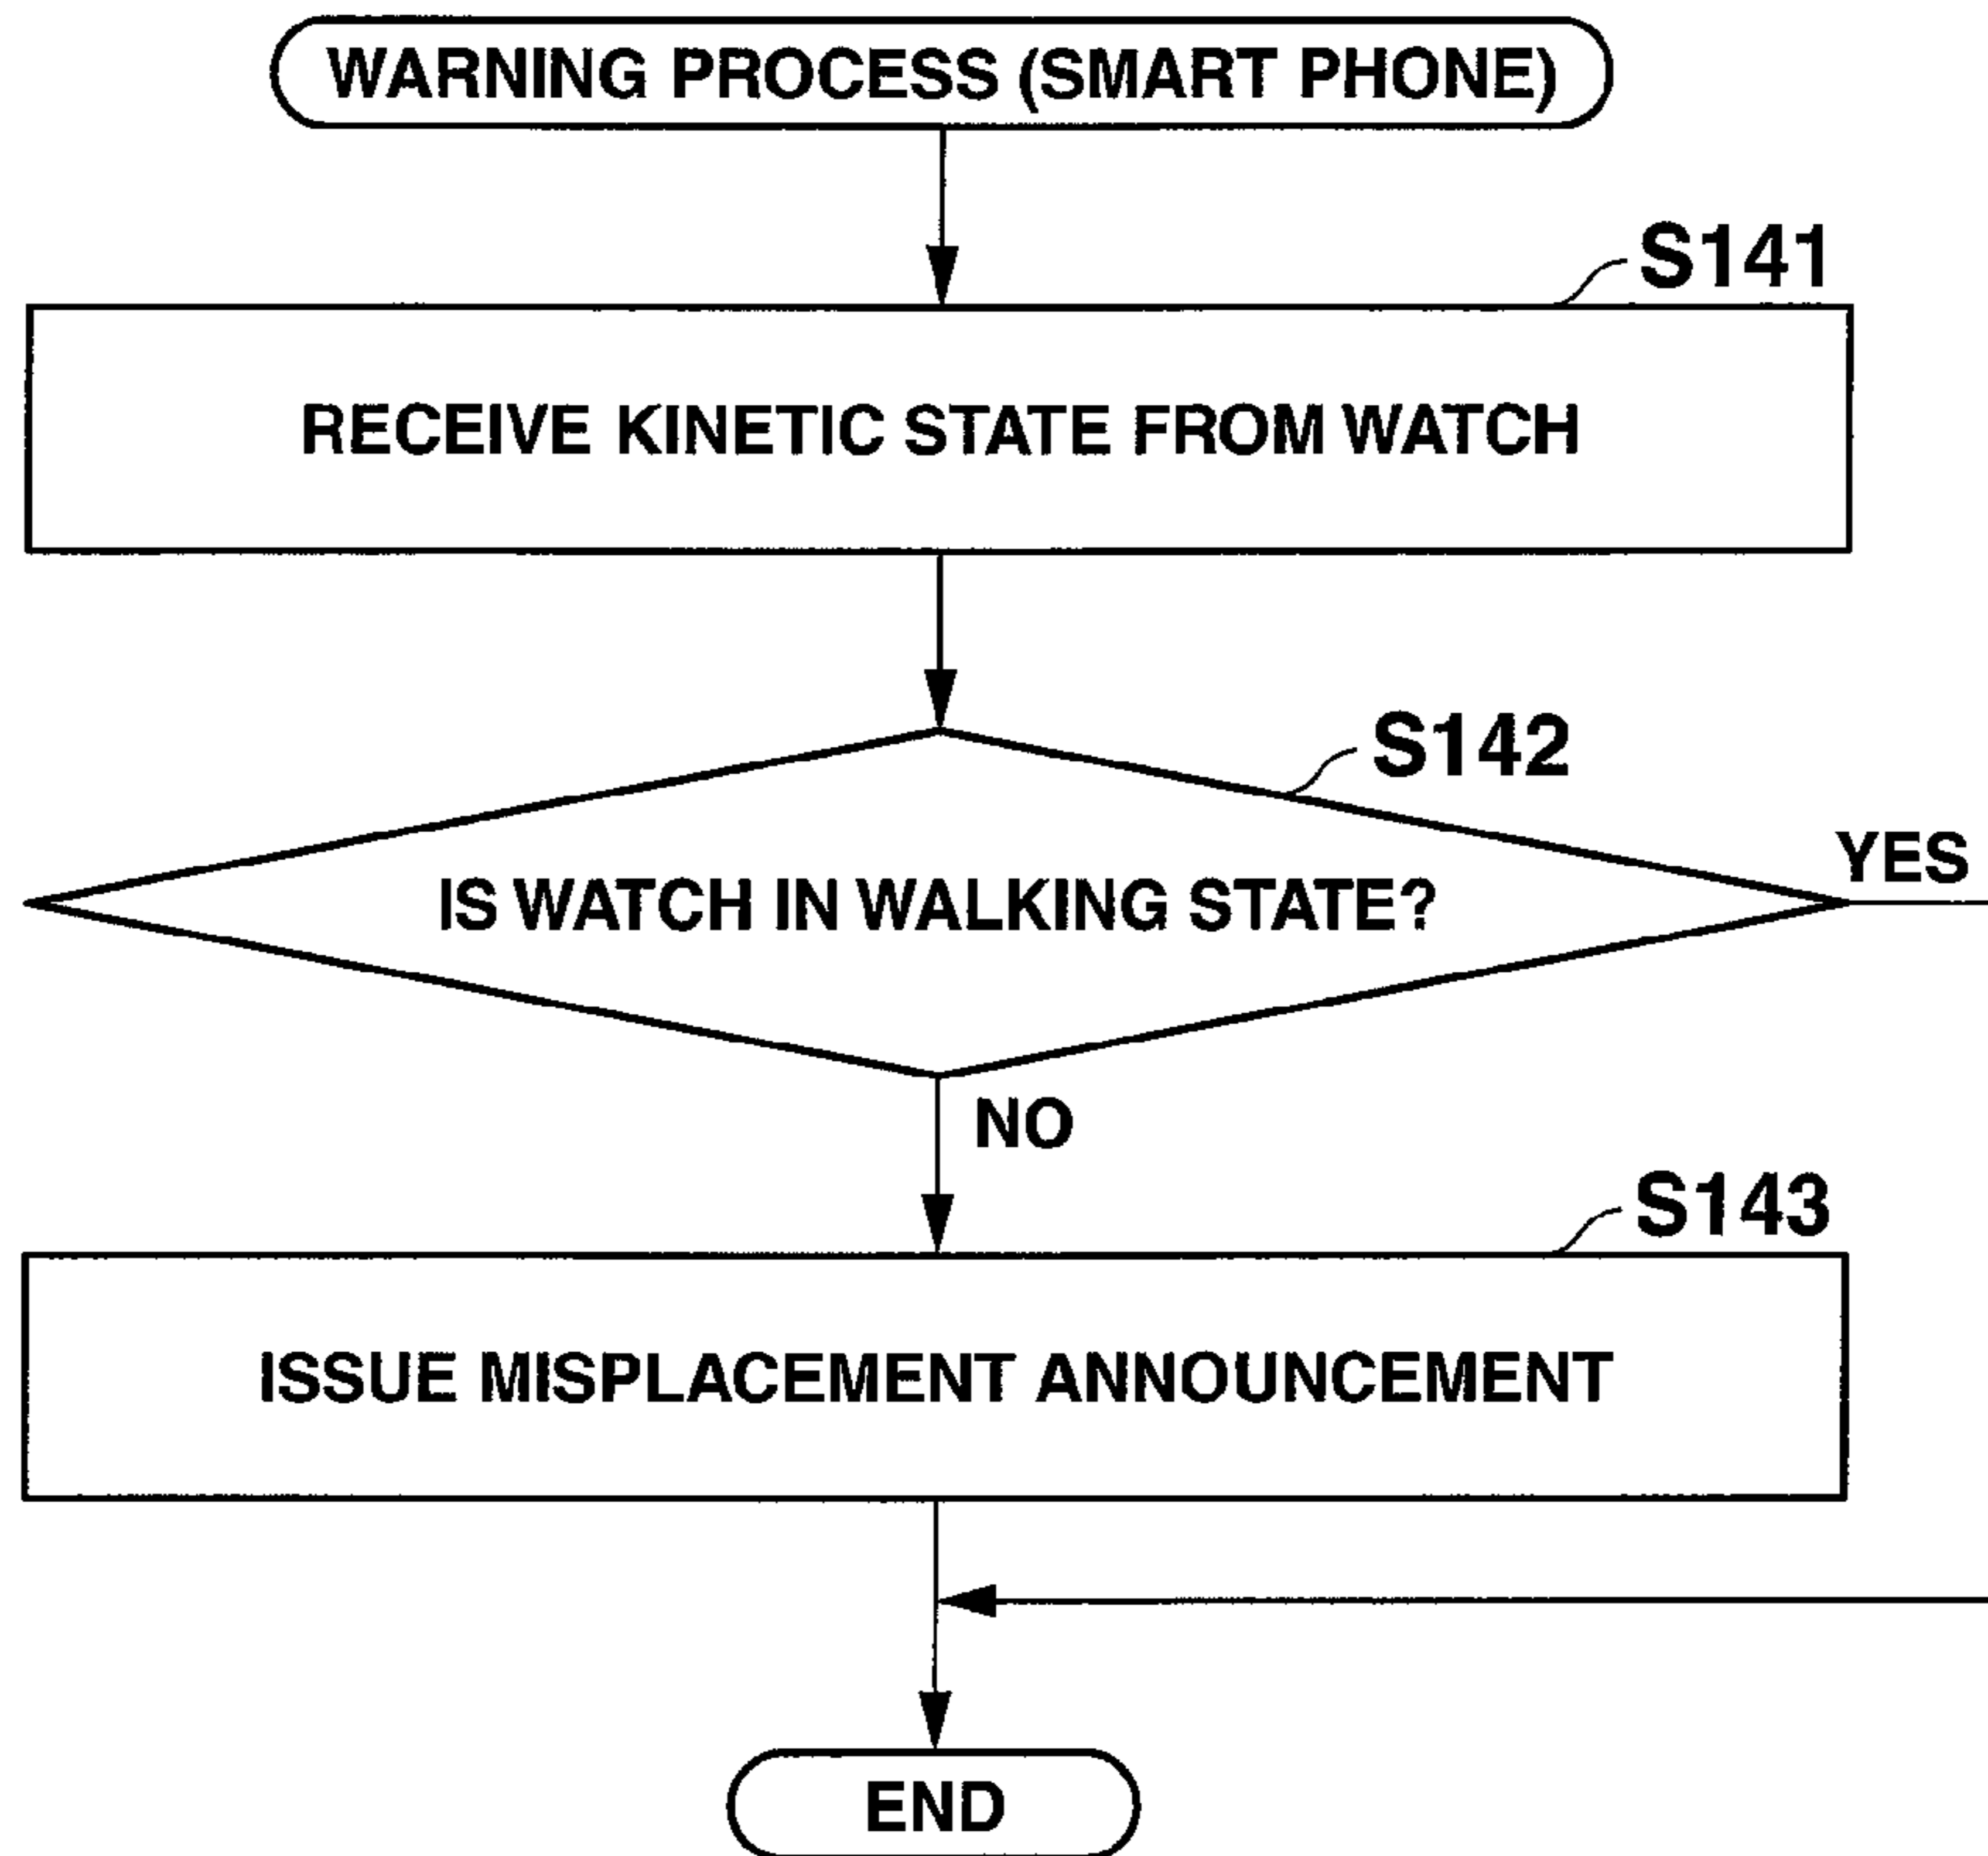 WARNING PROCESS (SMART PHONE)
S141
RECEIVE KINETIC STATE FROM WATCH
S142
YES
IS WATCH IN WALKING STATE?
NO
S143
ISSUE MISPLACEMENT ANNOUNCEMENT
END